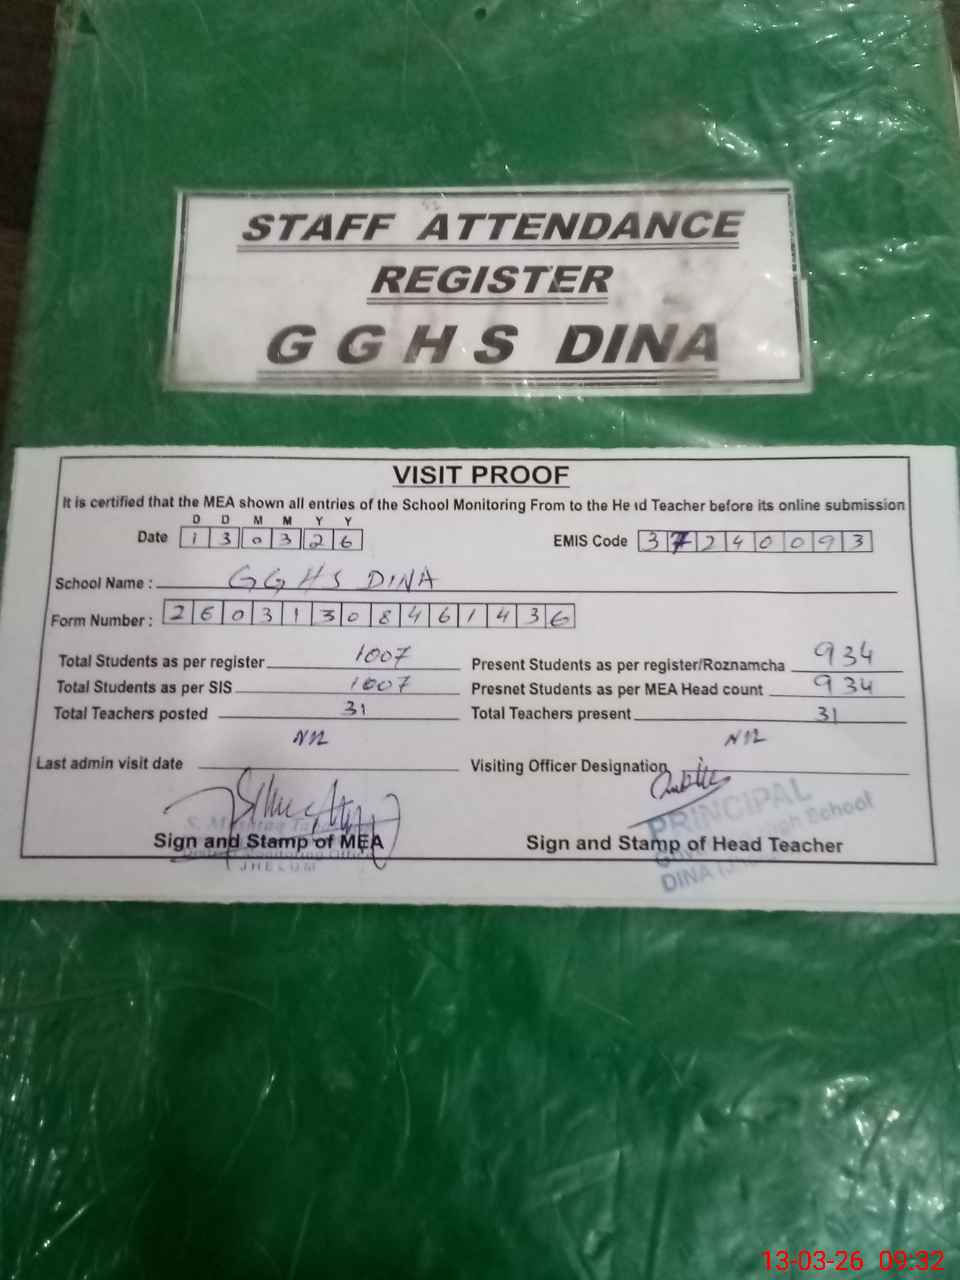 STAFF ATTENDANCE
REGISTER
G G H S DINA
VISIT PROOF
It is certified that the MEA shown all entries of the School Monitoring From to the Head Teacher before its online submission
D D M M Y Y
Date 1 3 0 3 2 6 EMIS Code 3 7 2 4 0 0 9 3
School Name : GGHS DINA
Form Number : 2 6 0 3 1 3 0 8 4 6 1 4 3 6
Total Students as per register 1007 Present Students as per register/Roznamcha 934
Total Students as per SIS 1007 Presnet Students as per MEA Head count 934
Total Teachers posted 31 Total Teachers present 31
Last admin visit date Nil Visiting Officer Designation Nil
PRINCIPAL
Sign and Stamp of MEA Sign and Stamp of Head Teacher
School
JHELUM DINA
13-03-26 09:32